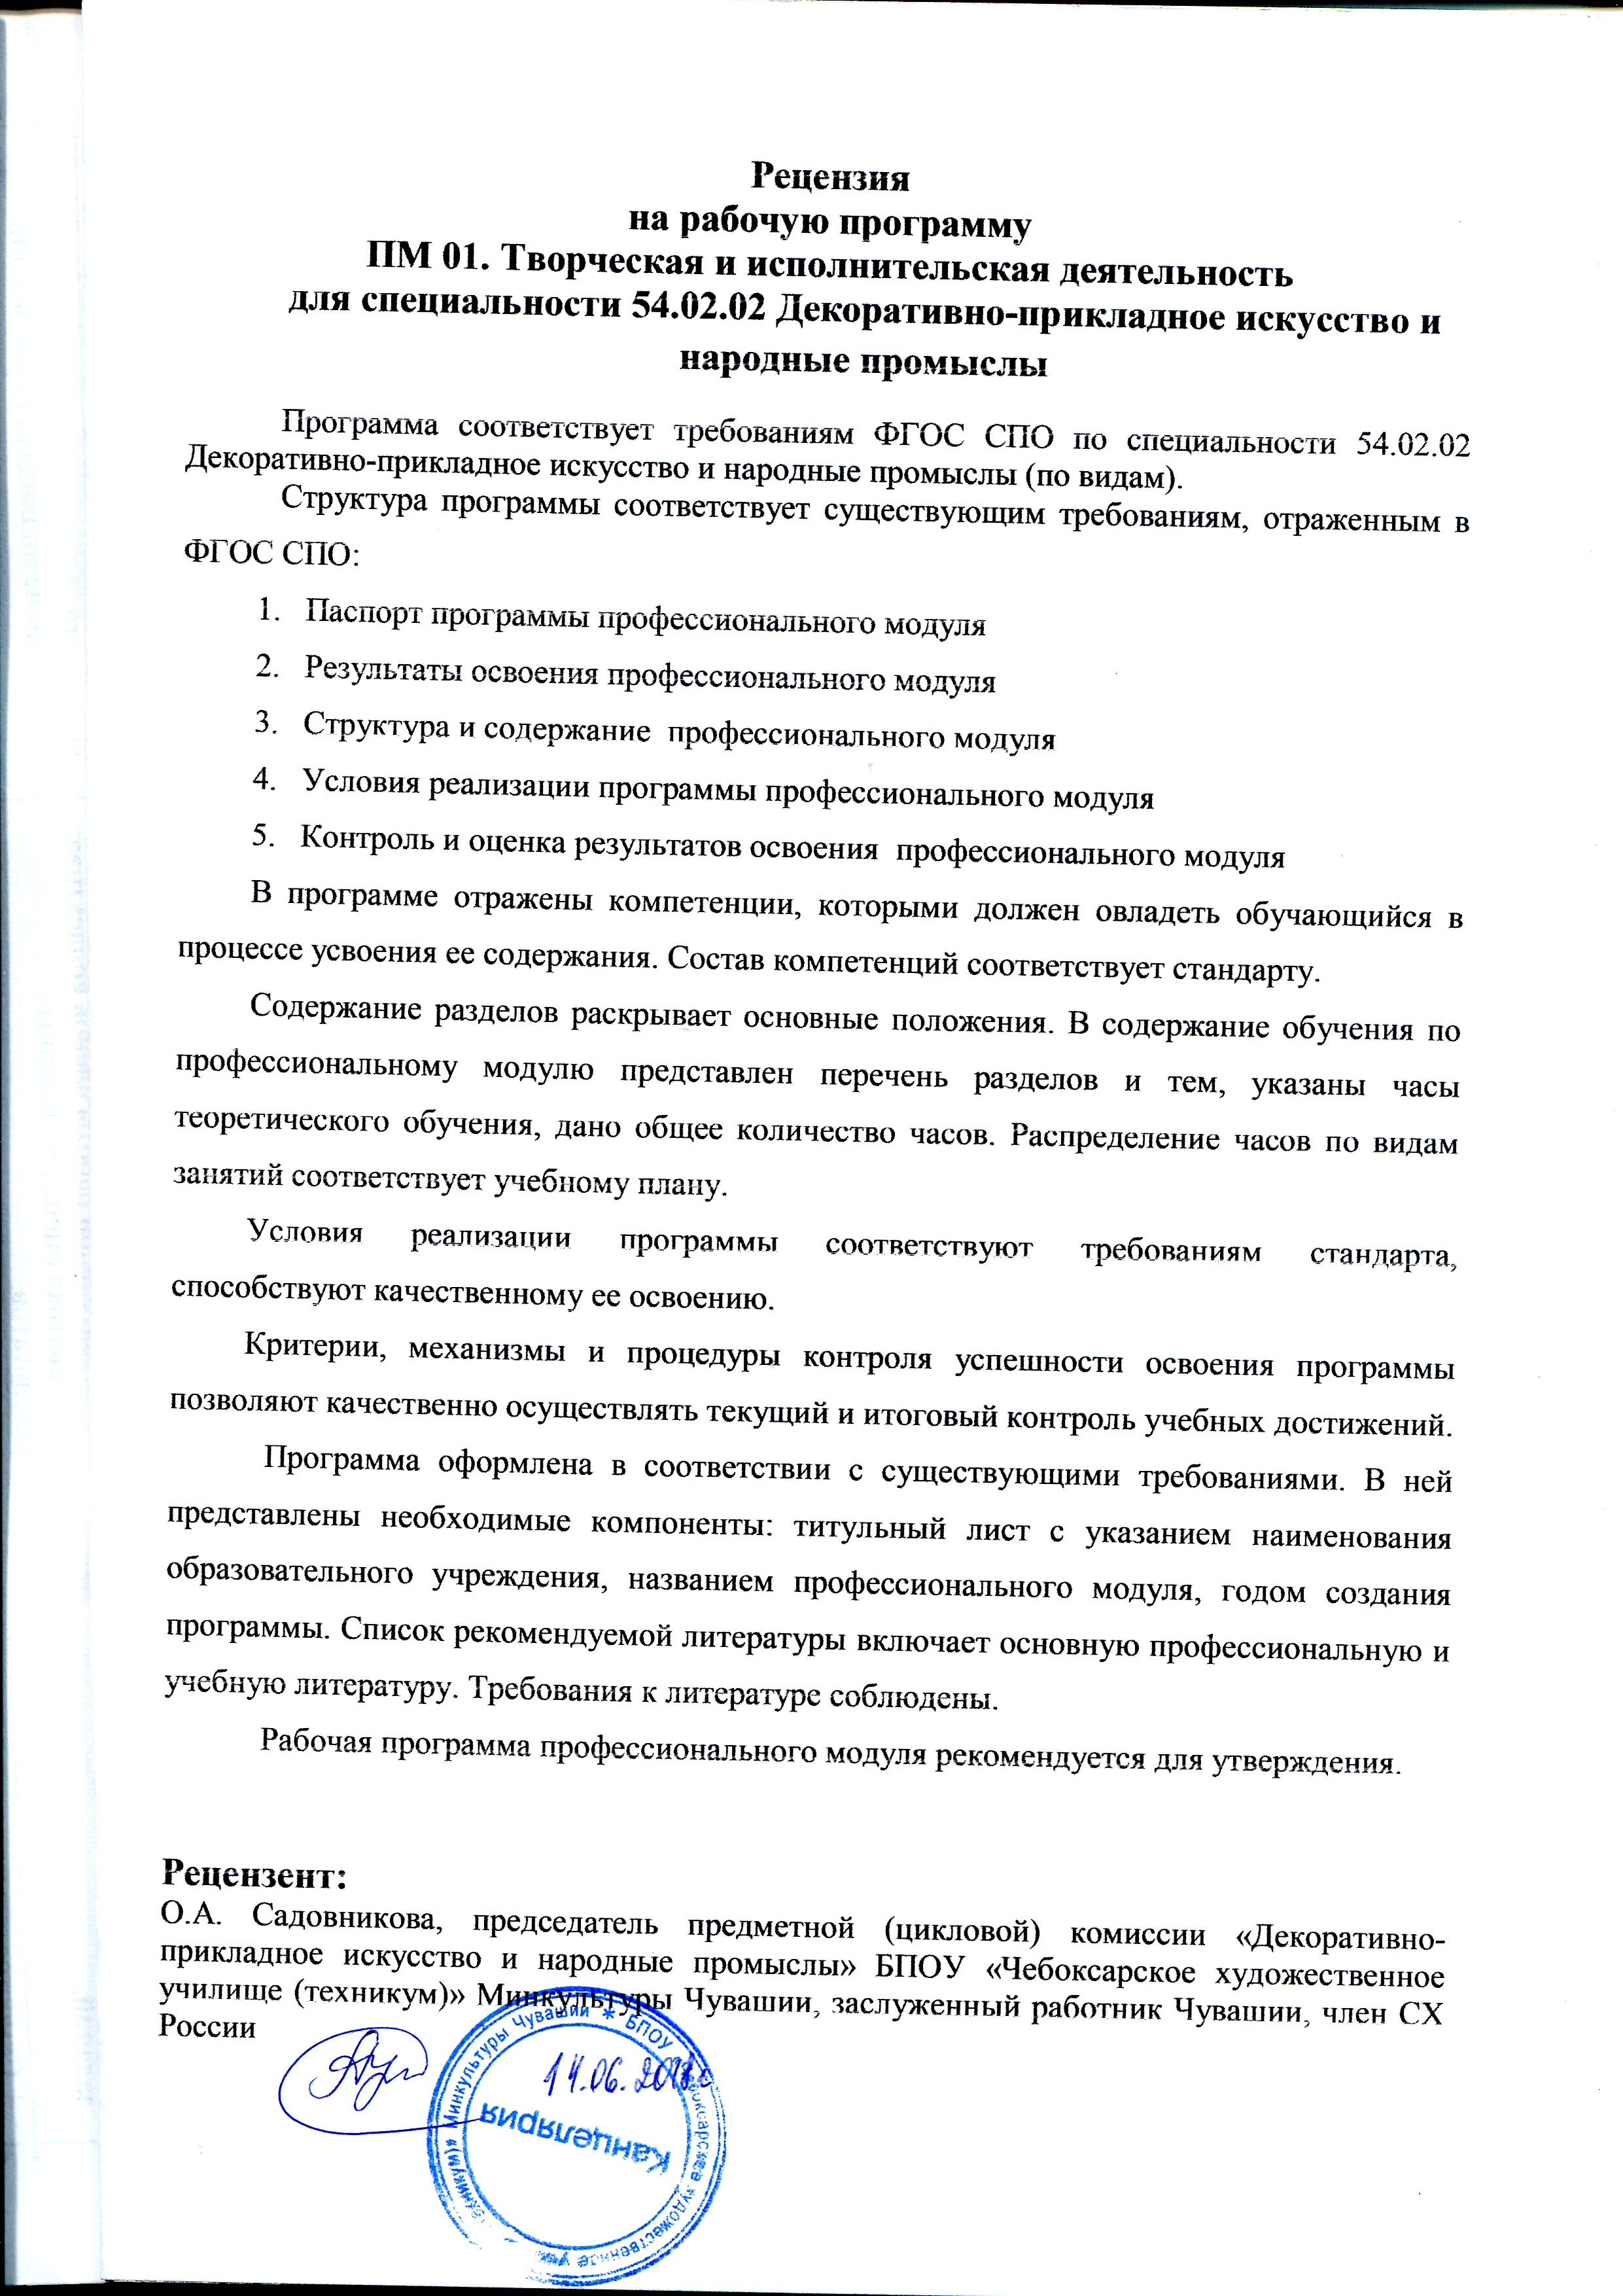 Рецензия
на рабочую программу
ПМ 01. Творческая и исполнительская деятельность
для специальности 54.02.02 Декоративно-прикладное искусство и
народные промыслы
Программа соответствует требованиям ФГОС СПО по специальности 54.02.02
Декоративно-прикладное искусство и народные промыслы (по видам).
Структура программы соответствует существующим требованиям, отраженным в
ФГОС СПО:
1. Паспорт программы профессионального модуля
2. Результаты освоения профессионального модуля
3. Структура и содержание профессионального модуля
4. Условия реализации программы профессионального модуля
5. Контроль и оценка результатов освоения профессионального модуля
В программе отражены компетенции, которыми должен овладеть обучающийся в
процессе усвоения ее содержания. Состав компетенций соответствует стандарту.
Содержание разделов раскрывает основные положения. В содержание обучения по
профессиональному модулю представлен перечень разделов и тем, указаны часы
теоретического обучения, дано общее количество часов. Распределение часов по видам
занятий соответствует учебному плану.
Условия реализации программы соответствуют требованиям стандарта,
способствуют качественному ее освоению.
Критерии, механизмы и процедуры контроля успешности освоения программы
позволяют качественно осуществлять текущий и итоговый контроль учебных достижений.
Программа оформлена в соответствии с существующими требованиями. В ней
представлены необходимые компоненты: титульный лист с указанием наименования
образовательного учреждения, названием профессионального модуля, годом создания
программы. Список рекомендуемой литературы включает основную профессиональную и
учебную литературу. Требования к литературе соблюдены.
Рабочая программа профессионального модуля рекомендуется для утверждения.
Рецензент:
О.А. Садовникова, председатель предметной (цикловой) комиссии «Декоративно-
прикладное искусство и народные промыслы» БПОУ «Чебоксарское художественное
училище (техникум)» Минкультуры Чувашии, заслуженный работник Чувашии, член СХ
России
Минкультуры Чувашии * БПОУ
14.06.
Канцелярия